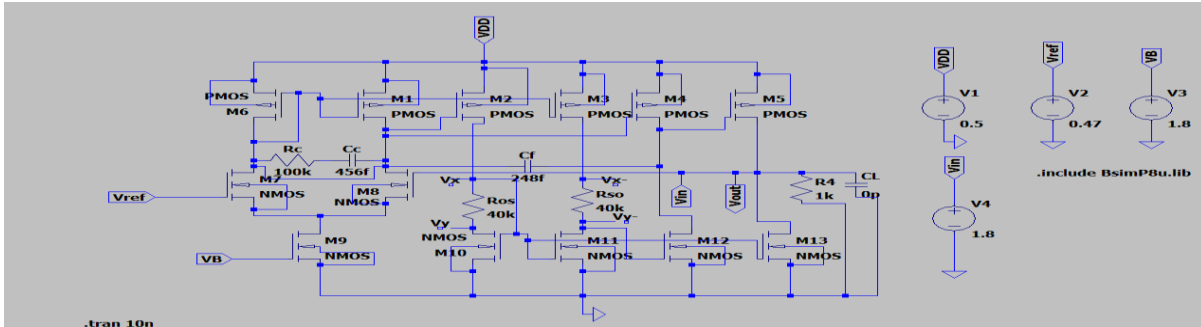 VDD
PMOS
M6
M1
PMOS
M2
PMOS
M3
PMOS
M4
PMOS
M5
PMOS
Rc
100k
Cc
456f
Cf
248f
M7
NMOS
M8
NMOS
Vref
Vx
Vy
Ros
40k
Vx-
Rso
40k
Vy-
Vin
Vout
R4
1k
CL
0p
VB
M9
NMOS
NMOS
M10
M11
NMOS
M12
NMOS
M13
NMOS
.tran 10n
VDD
V1
0.5
Vref
V2
0.47
VB
V3
1.8
Vin
V4
1.8
.include BsimP8u.lib